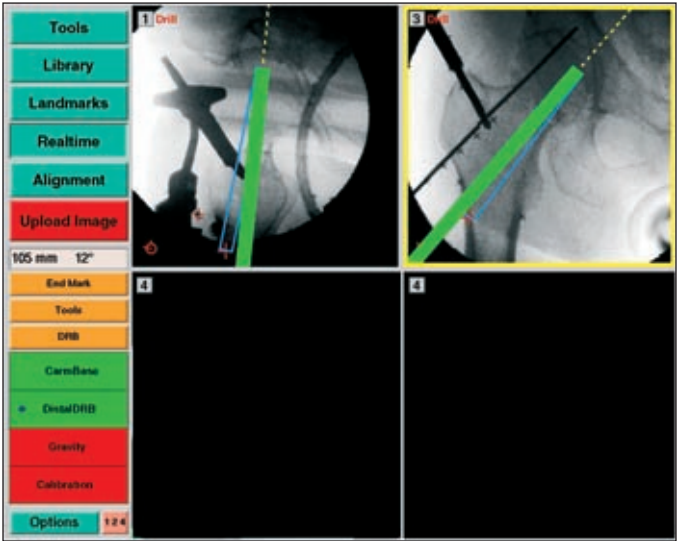 Tools
Library
Landmarks
Realtime
Alignment
Upload Image
105 mm 12°
End Mark
Tools
DRB
CarmBase
DistalDRB
Gravity
Calibration
Options
1 2 4
1 Drill
3 Drill
4
4